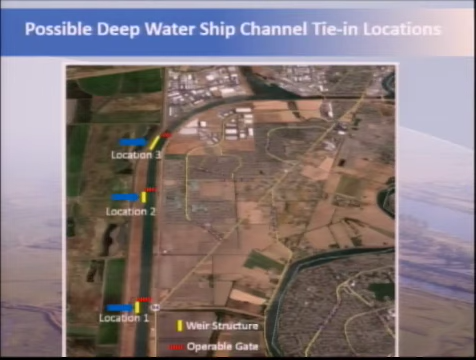 Possible Deep Water Ship Channel Tie-in Locations
Location 3
Location 2
Location 1
Weir Structure
Operable Gate